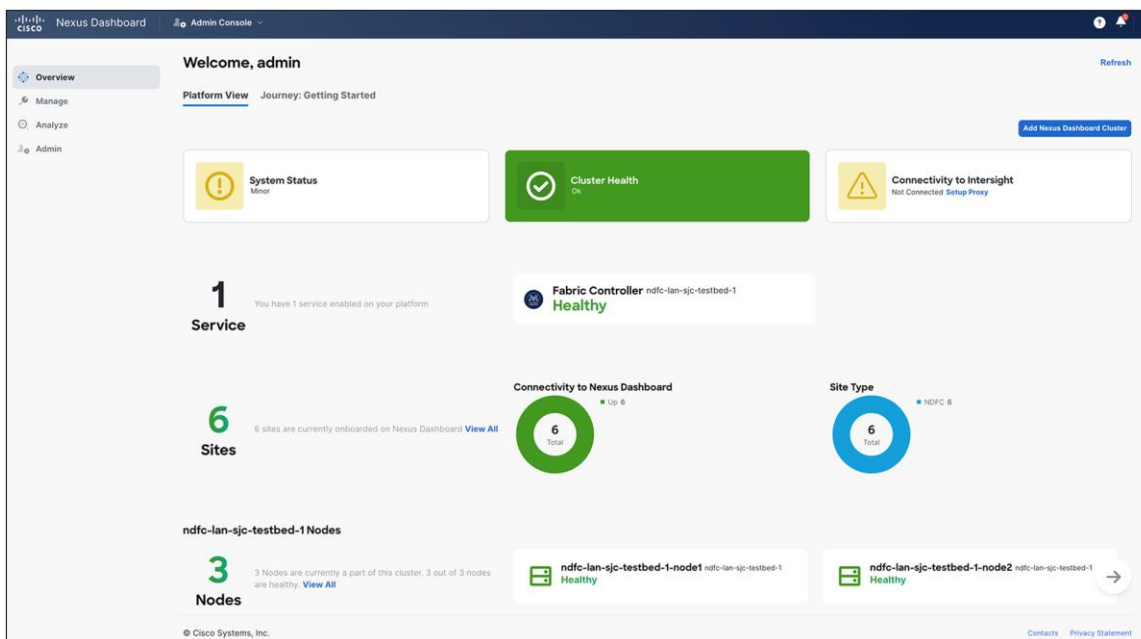 cisco Nexus Dashboard Admin Console
Overview
Manage
Analyze
Admin
Welcome, admin
Refresh
Platform View Journey: Getting Started
Add Nexus Dashboard Cluster
System Status
Minor
Cluster Health
Ok
Connectivity to Intersight
Not Connected Setup Proxy
1
Service
You have 1 service enabled on your platform
Fabric Controller ndfc-lan-sjc-testbed-1
Healthy
6
Sites
6 sites are currently onboarded on Nexus Dashboard View All
Connectivity to Nexus Dashboard
Up 6
6
Total
Site Type
NDFC 6
6
Total
ndfc-lan-sjc-testbed-1 Nodes
3
Nodes
3 Nodes are currently a part of this cluster, 3 out of 3 nodes
are healthy. View All
ndfc-lan-sjc-testbed-1-node1 ndfc-lan-sjc-testbed-1
Healthy
ndfc-lan-sjc-testbed-1-node2 ndfc-lan-sjc-testbed-1
Healthy
© Cisco Systems, Inc.
Contacts Privacy Statement